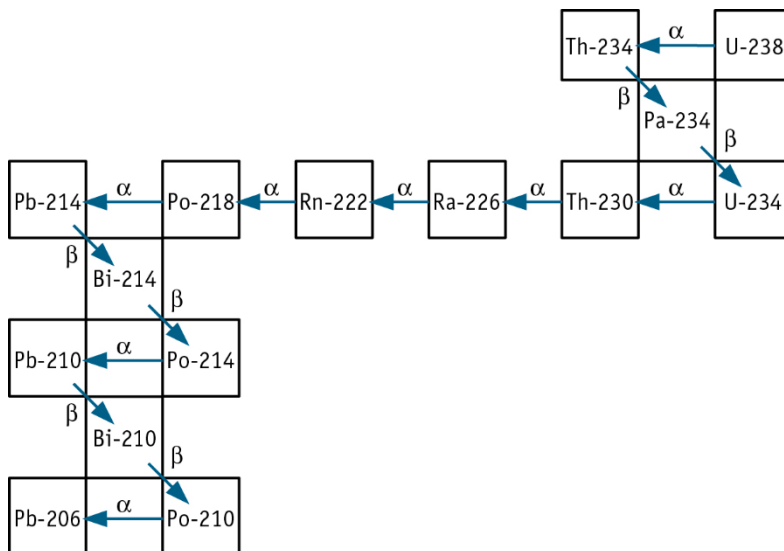 Th-234 α U-238
β Pa-234
β
Pb-214 α Po-218 α Rn-222 α Ra-226 α Th-230 α U-234
β Bi-214
β
Pb-210 α Po-214
β Bi-210
β
Pb-206 α Po-210